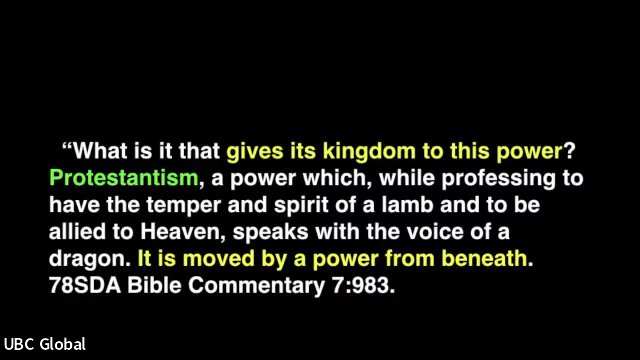 “What is it that gives its kingdom to this power?
Protestantism, a power which, while professing to
have the temper and spirit of a lamb and to be
allied to Heaven, speaks with the voice of a
dragon. It is moved by a power from beneath.
78SDA Bible Commentary 7:983.
UBC Global